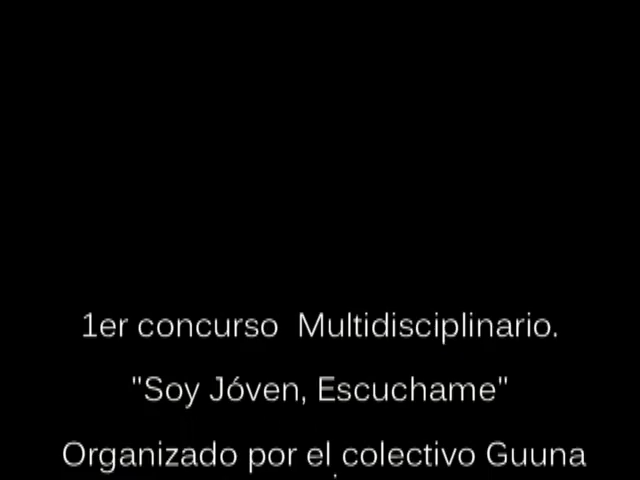 1er concurso  Multidisciplinario.
"Soy Jóven, Escuchame"
Organizado por el colectivo Guuna